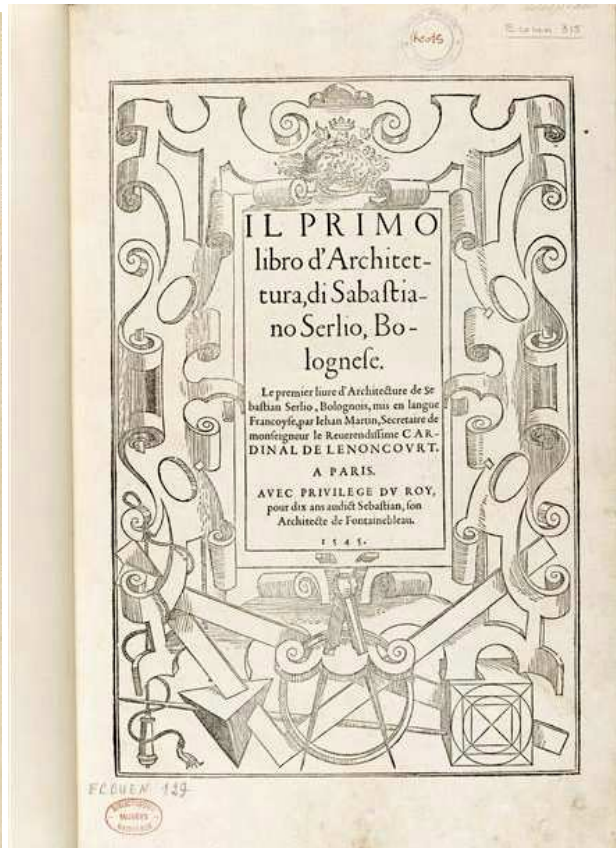 IL PRIMO
libro d'Architet-
tura,di Sabaſtia-
no Serlio, Bo-
logneſe.
Le premier liure d'Architecture de Se
baſtian Serlio, Bolognois, mis en langue
Francoyſe,par Iehan Martin,Secretaire de
monſeigneur le Reuerendiſſime CAR-
DINAL DE LENONCOVRT.
A PARIS.
AVEC PRIVILEGE DV ROY,
pour dix ans audict Sebaſtian, ſon
Architecte de Fontainebleau.
1545.
129